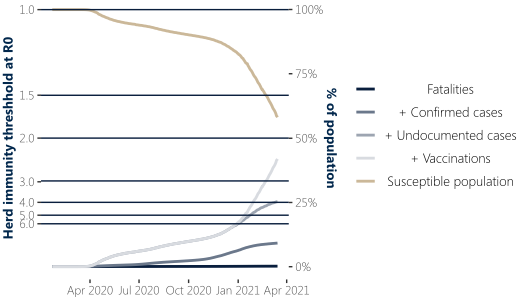 Herd immunity threshhold at R0
1.0
1.5
2.0
3.0
4.0
5.0
6.0
100%
75%
50%
25%
0%
% of population
Apr 2020 Jul 2020 Oct 2020 Jan 2021 Apr 2021
Fatalities
+ Confirmed cases
+ Undocumented cases
+ Vaccinations
Susceptible population